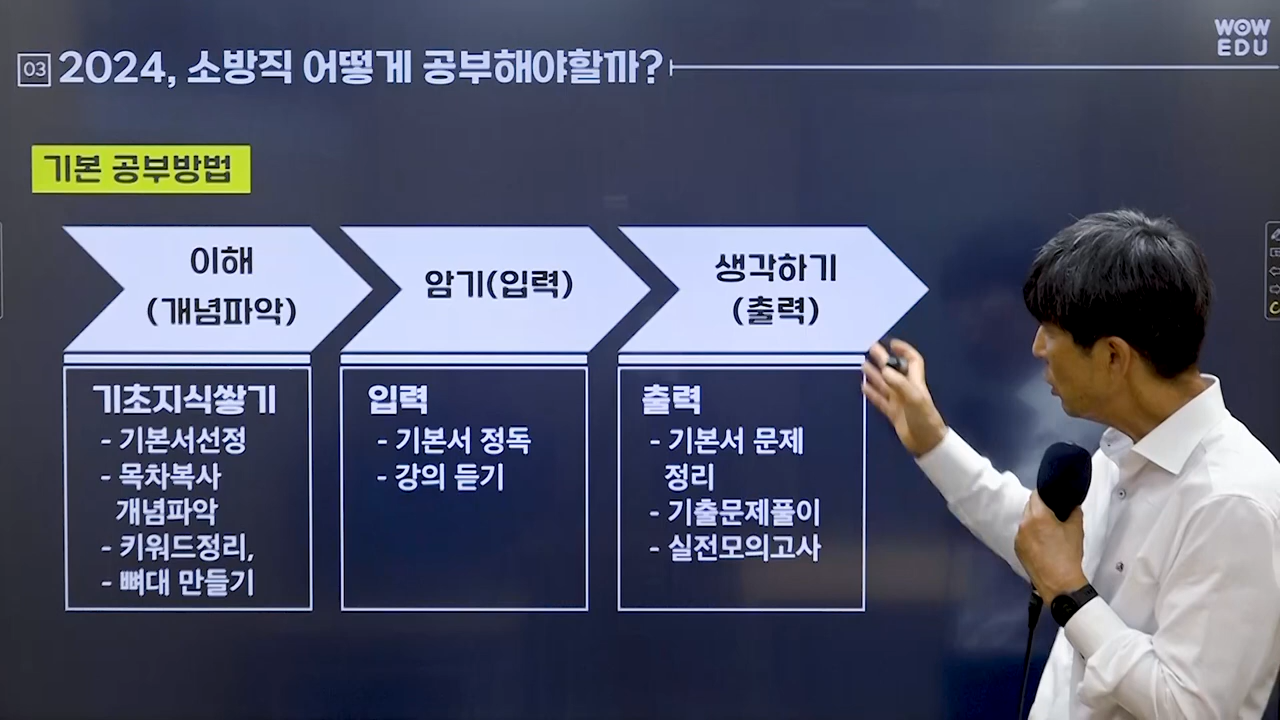 WOW
EDU
03 2024, 소방직 어떻게 공부해야할까?
기본 공부방법
이해
(개념파악)
암기(입력)
생각하기
(출력)
기초지식쌓기
- 기본서선정
- 목차복사
개념파악
- 키워드정리,
- 뼈대 만들기
입력
- 기본서 정독
- 강의 듣기
출력
- 기본서 문제
정리
- 기출문제풀이
- 실전모의고사